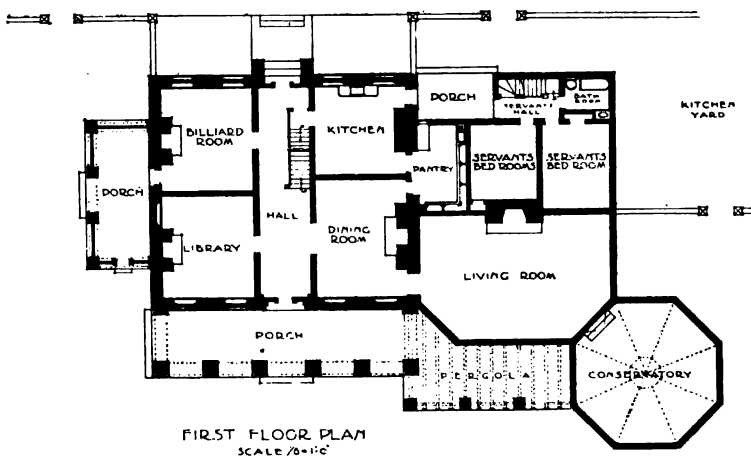 PORCH
SERVANTS
HALL
BATH
ROOM
KITCHEN
YARD
BILLIARD
ROOM
KITCHEN
PANTRY
SERVANTS
BED ROOMS
SERVANTS
BED ROOM
PORCH
HALL
LIBRARY
DINING
ROOM
LIVING ROOM
PORCH
PERGOLA
CONSERVATORY
FIRST FLOOR PLAN
SCALE